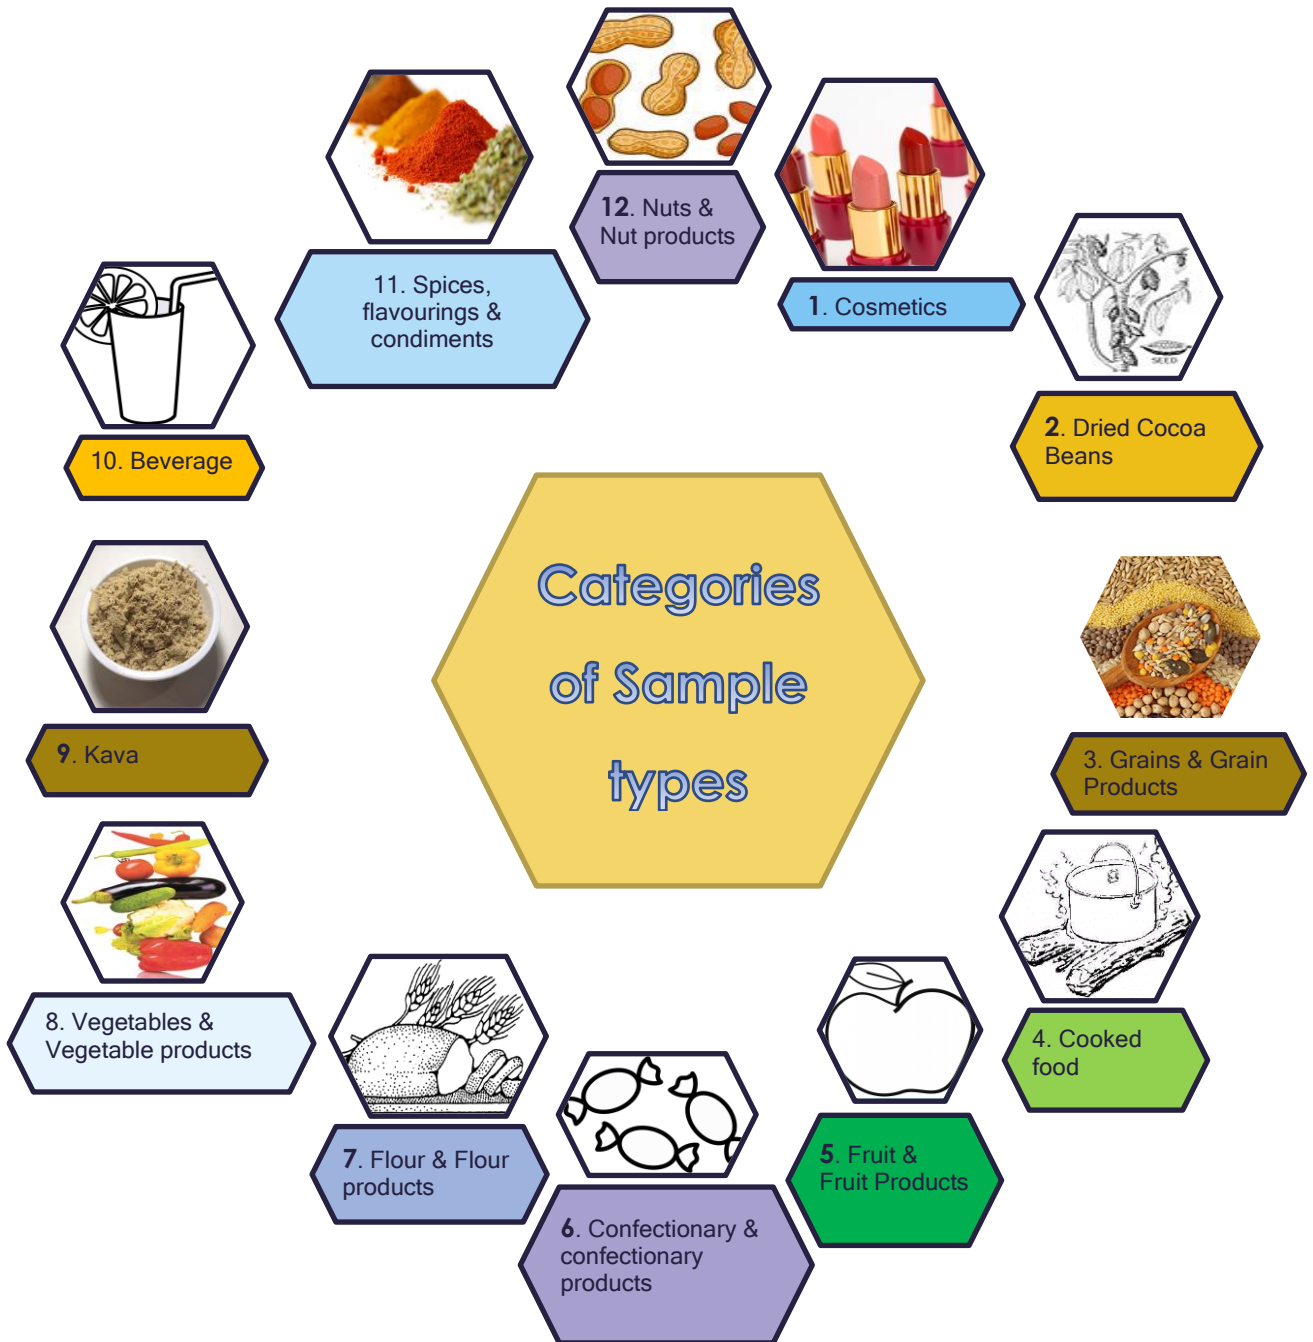 Categories
of Sample
types
1. Cosmetics
2. Dried Cocoa
Beans
SEED
3. Grains & Grain
Products
4. Cooked
food
5. Fruit &
Fruit Products
6. Confectionary &
confectionary
products
7. Flour & Flour
products
8. Vegetables &
Vegetable products
9. Kava
10. Beverage
11. Spices,
flavourings &
condiments
12. Nuts &
Nut products